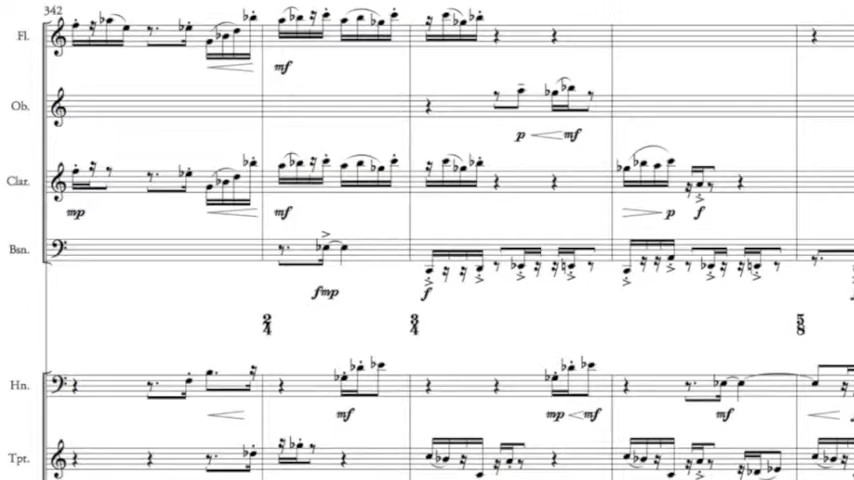 342
Fl.
mf
Ob.
p mf
Clar.
mp mf p f
Bsn.
fmp f
2 3 5
4 4 8
Hn.
mf mp mf mf
Tpt.